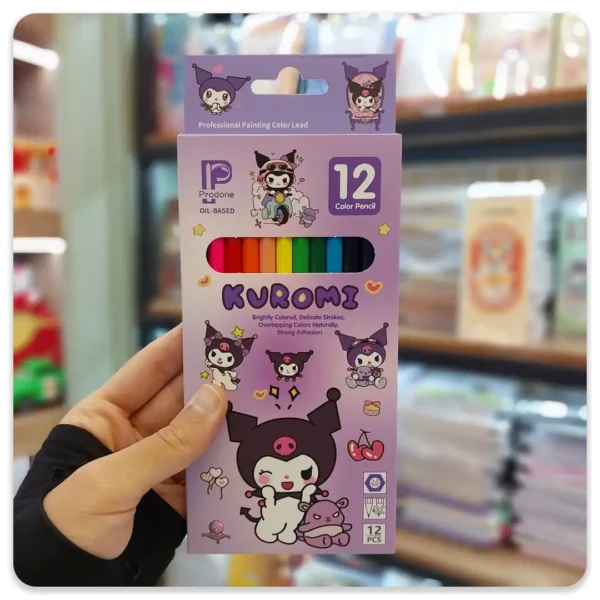 Professional Painting Color Lead
Prodone
OIL-BASED
12
Color Pencil
KUROMI
Brightly Colored, Delicate Strokes,
Overlapping Colors Naturally,
Strong Adhesion
12
PCS